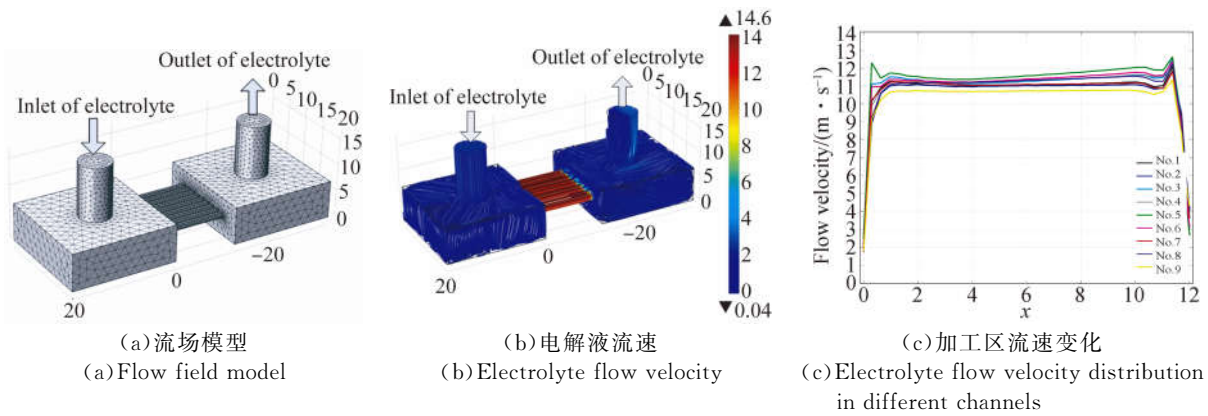 Outlet of electrolyte
Inlet of electrolyte
0
5
10
15
20
20
15
10
5
0
-20
0
20
(a)流场模型
(a)Flow field model
▲14.6
14
12
10
8
6
4
2
0
▼0.04
Outlet of electrolyte
Inlet of electrolyte
0
5
10
15
20
20
15
10
5
0
-20
0
20
(b)电解液流速
(b)Electrolyte flow velocity
Flow velocity/(m・s⁻¹)
14
13
12
11
10
9
8
7
6
5
4
3
2
1
0
0 2 4 6 8 10 12
x
No.1
No.2
No.3
No.4
No.5
No.6
No.7
No.8
No.9
(c)加工区流速变化
(c)Electrolyte flow velocity distribution
in different channels